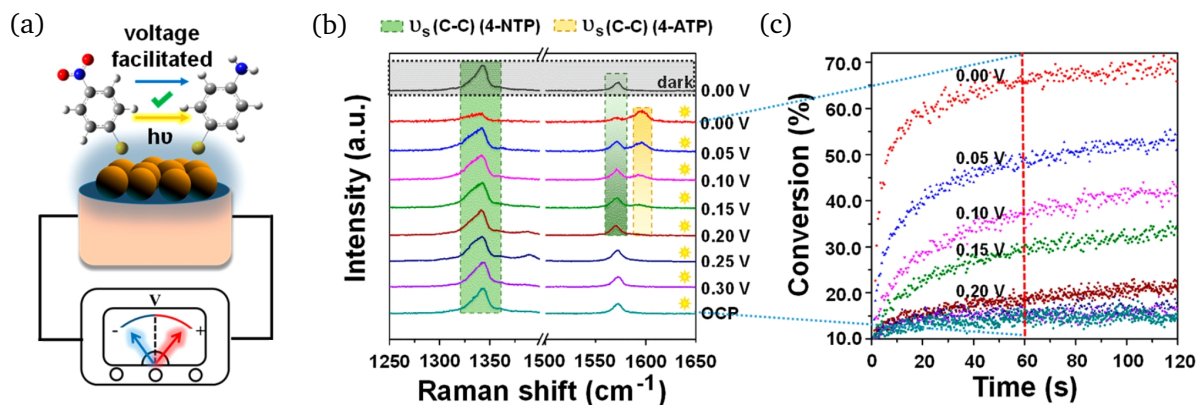 (a)
voltage
facilitated
hυ
V
- +
(b)
υs(C-C) (4-NTP) υs(C-C) (4-ATP)
Intensity (a.u.)
dark
0.00 V
0.00 V
0.05 V
0.10 V
0.15 V
0.20 V
0.25 V
0.30 V
OCP
1250 1350 1500 1550 1600 1650
Raman shift (cm-1)
(c)
Conversion (%)
70.0
60.0
50.0
40.0
30.0
20.0
10.0
0.00 V
0.05 V
0.10 V
0.15 V
0.20 V
0 20 40 60 80 100 120
Time (s)